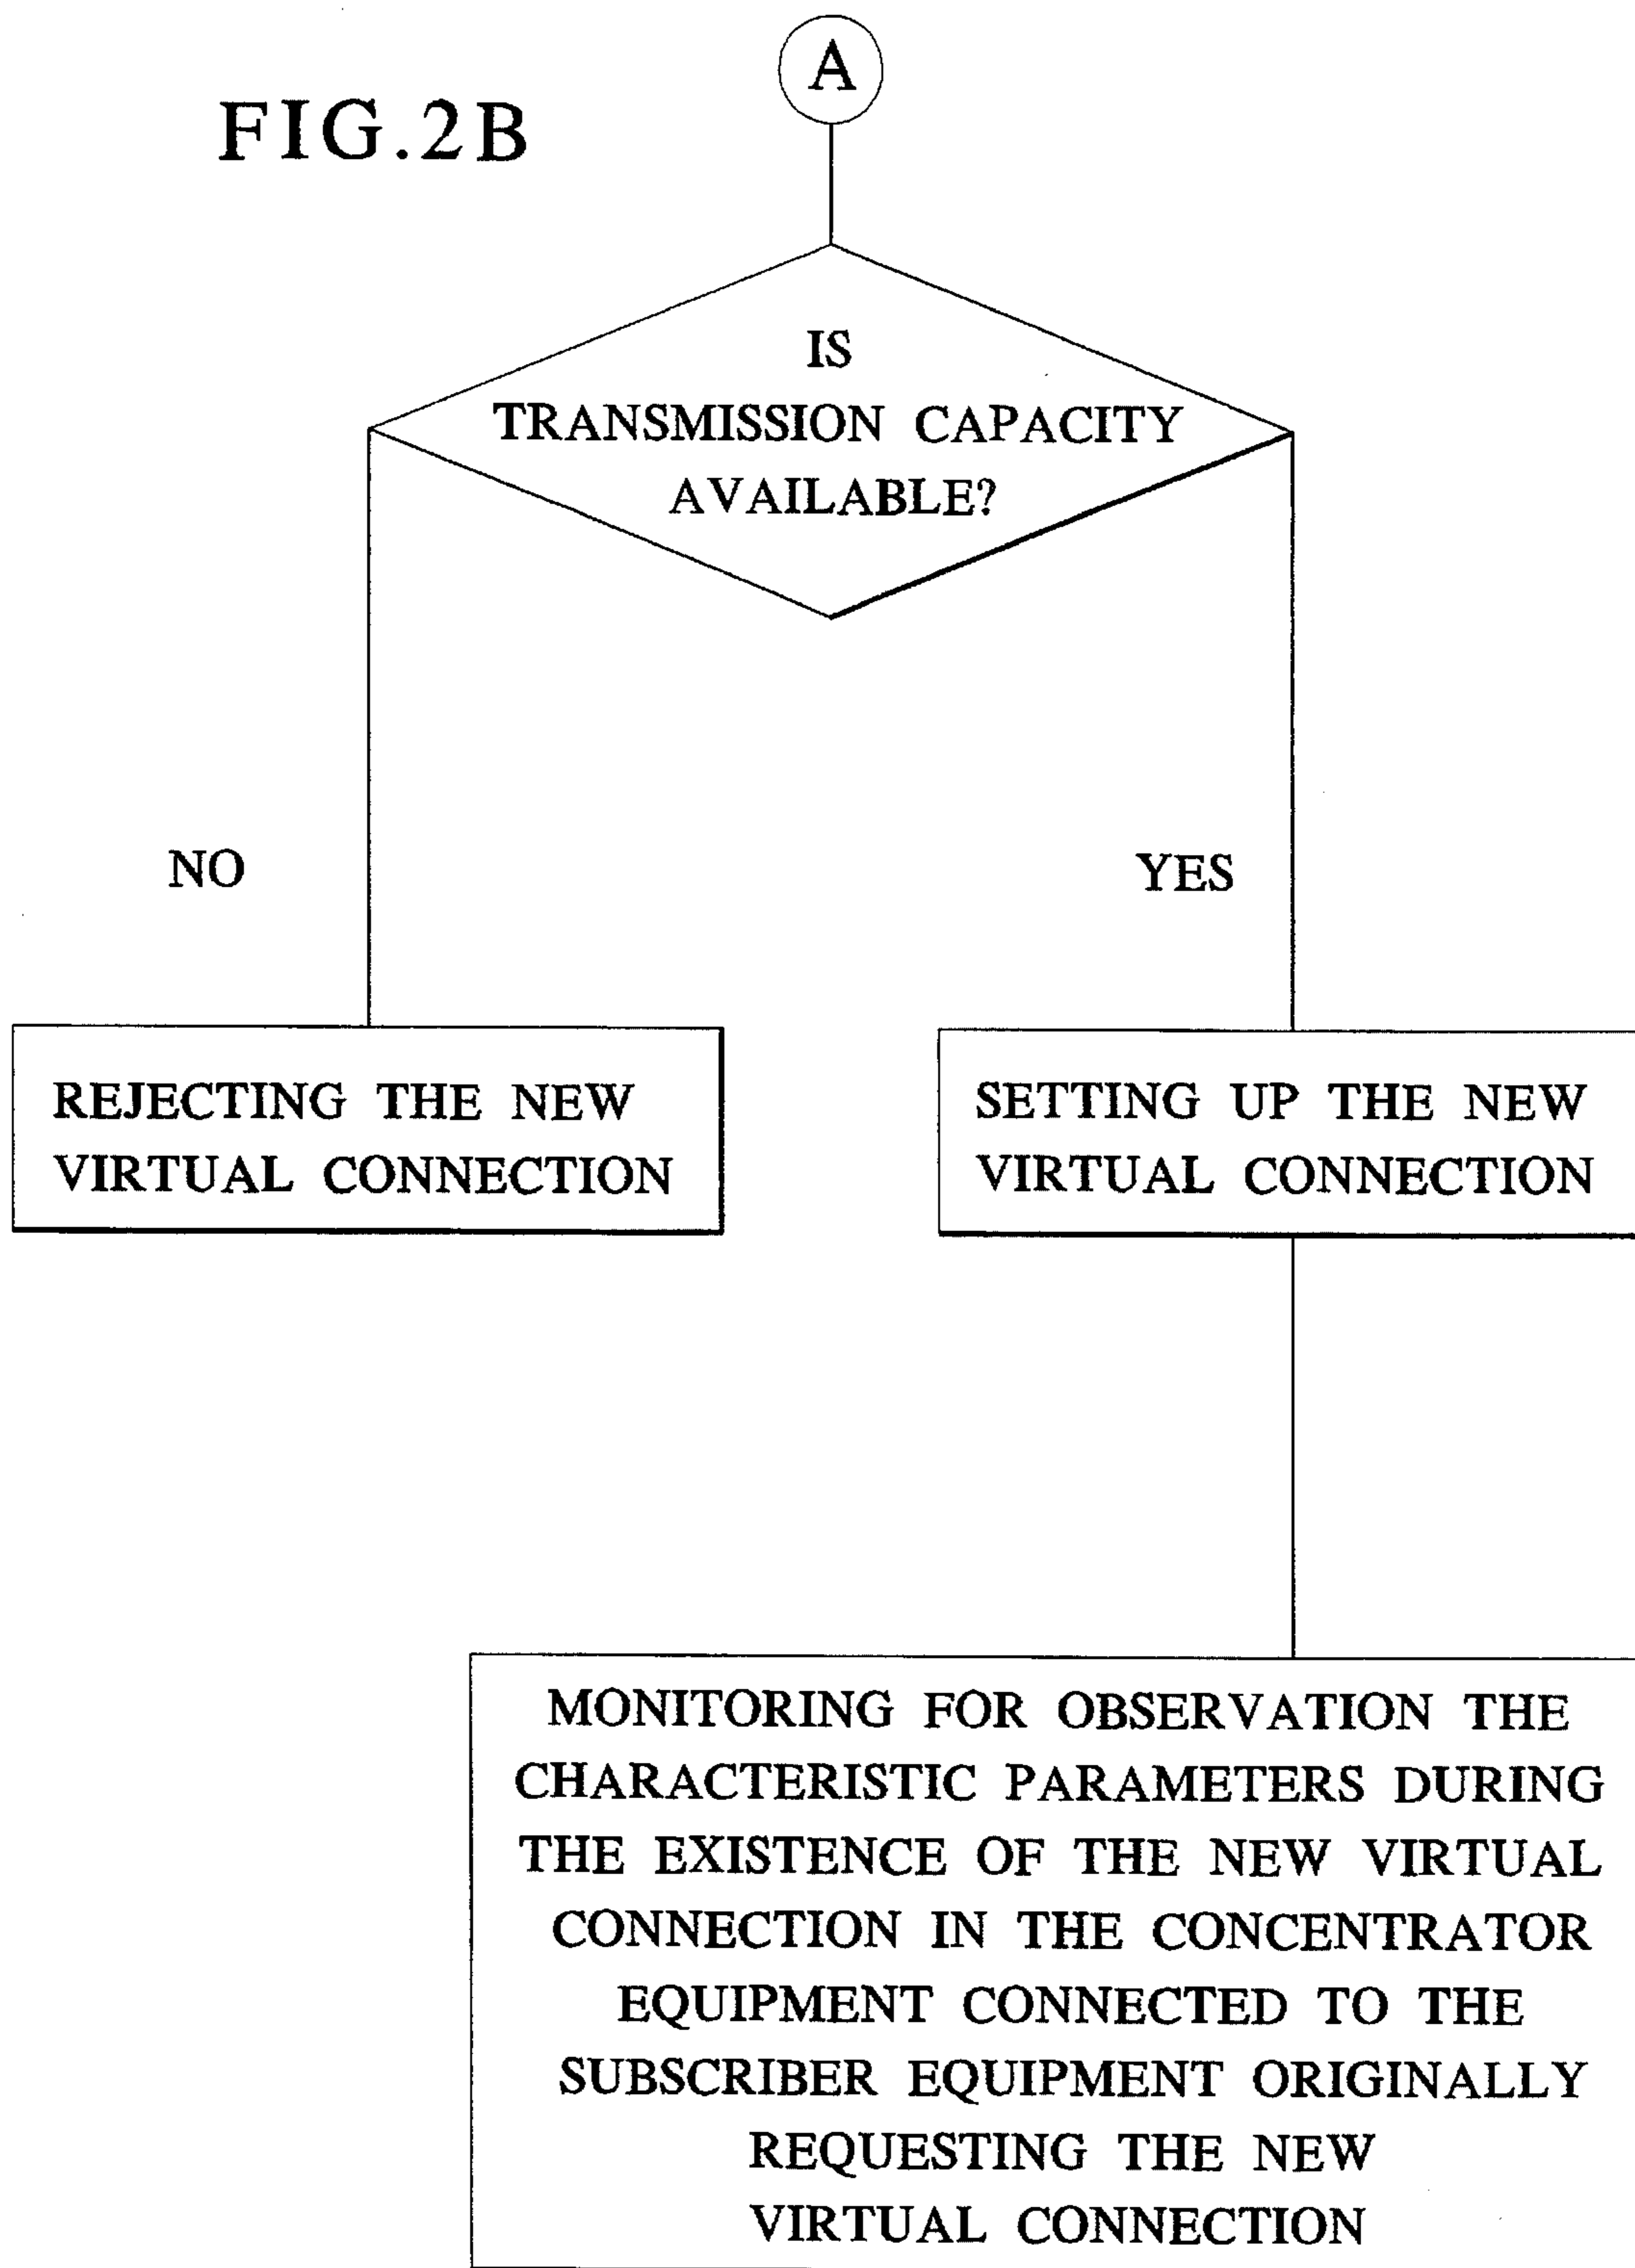 A
FIG.2B
IS
TRANSMISSION CAPACITY
AVAILABLE?
NO
YES
REJECTING THE NEW
VIRTUAL CONNECTION
SETTING UP THE NEW
VIRTUAL CONNECTION
MONITORING FOR OBSERVATION THE
CHARACTERISTIC PARAMETERS DURING
THE EXISTENCE OF THE NEW VIRTUAL
CONNECTION IN THE CONCENTRATOR
EQUIPMENT CONNECTED TO THE
SUBSCRIBER EQUIPMENT ORIGINALLY
REQUESTING THE NEW
VIRTUAL CONNECTION